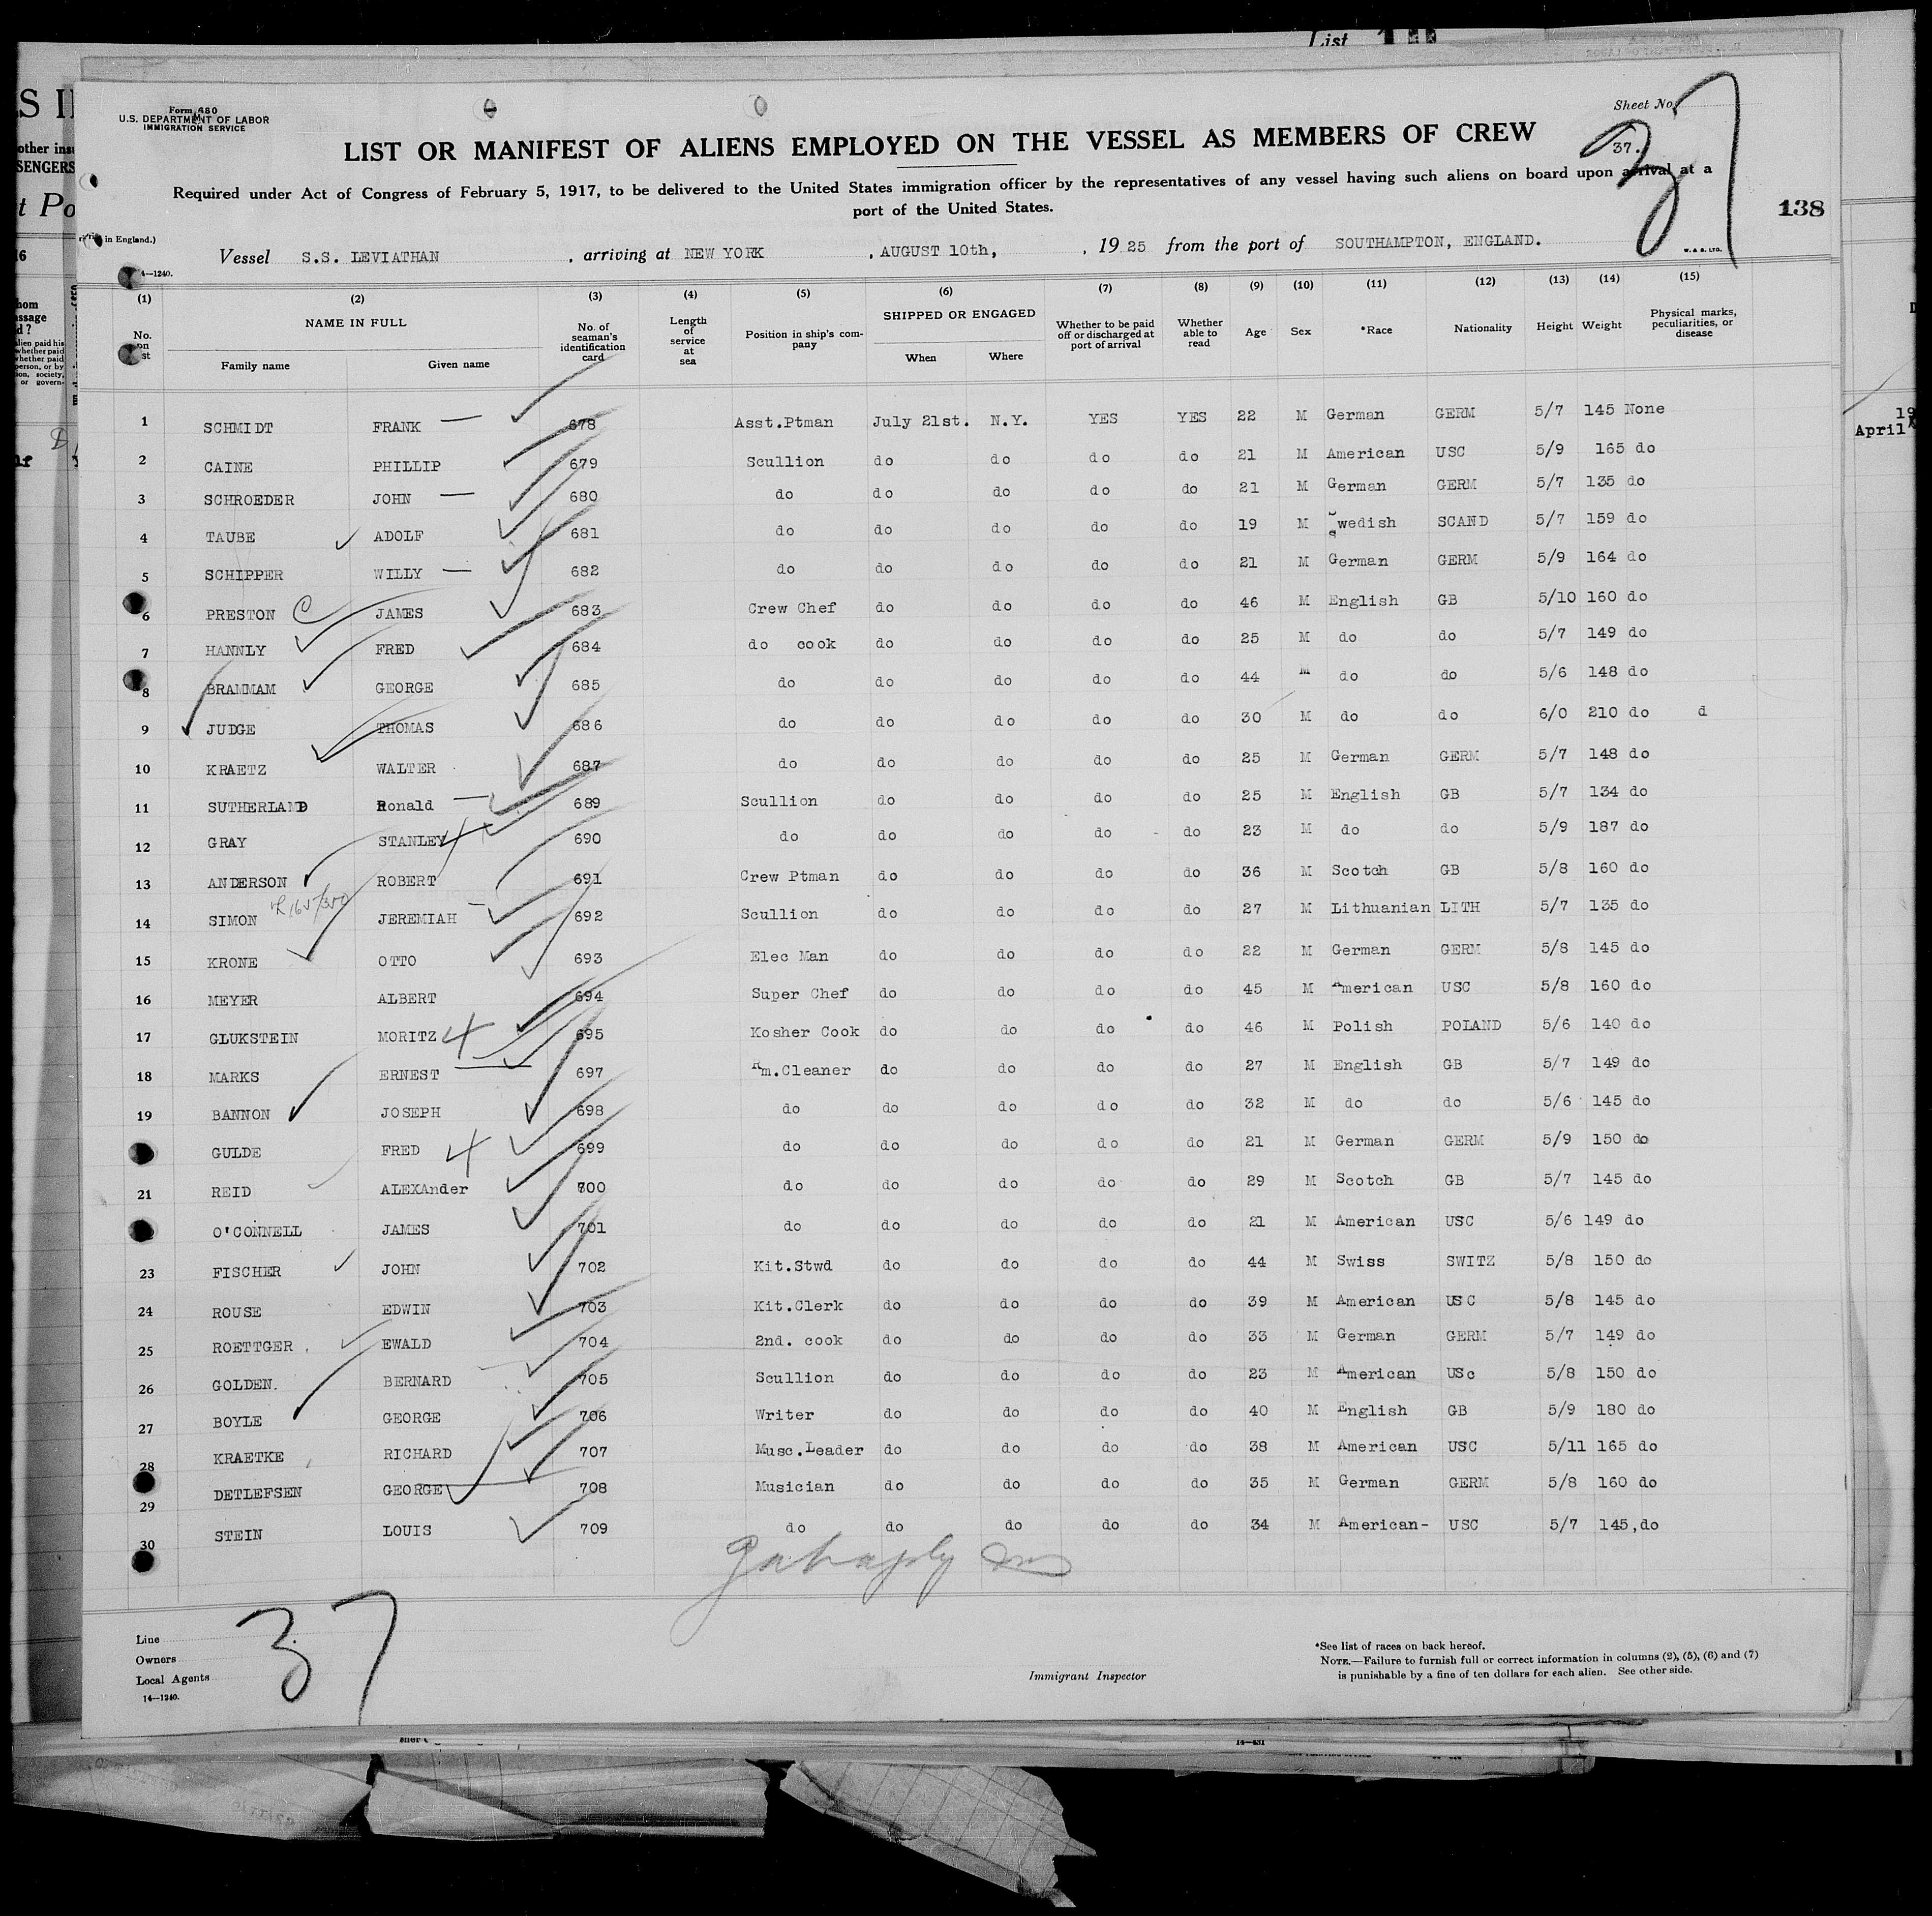 List
Form 680
U.S. DEPARTMENT OF LABOR
IMMIGRATION SERVICE
Sheet No.
37.
37
LIST OR MANIFEST OF ALIENS EMPLOYED ON THE VESSEL AS MEMBERS OF CREW
Required under Act of Congress of February 5, 1917, to be delivered to the United States immigration officer by the representatives of any vessel having such aliens on board upon arrival at a
port of the United States.
138
in England.)
Vessel S.S. LEVIATHAN , arriving at NEW YORK , AUGUST 10th, , 19 25 from the port of SOUTHAMPTON, ENGLAND.
14—1240.
(1) (2) (3) (4) (5) (6) (7) (8) (9) (10) (11) (12) (13) (14) (15)
No. on list NAME IN FULL Family name Given name No. of seaman's identification card Length of service at sea Position in ship's company SHIPPED OR ENGAGED When Where Whether to be paid off or discharged at port of arrival Whether able to read Age Sex *Race Nationality Height Weight Physical marks, peculiarities, or disease
1 SCHMIDT FRANK — 678 Asst.Ptman July 21st. N.Y. YES YES 22 M German GERM 5/7 145 None
2 CAINE PHILLIP 679 Scullion do do do do 21 M American USC 5/9 165 do
3 SCHROEDER JOHN — 680 do do do do do 21 M German GERM 5/7 135 do
4 TAUBE ADOLF 681 do do do do do 19 M Swedish SCAND 5/7 159 do
5 SCHIPPER WILLY — 682 do do do do do 21 M German GERM 5/9 164 do
6 PRESTON JAMES 683 Crew Chef do do do do 46 M English GB 5/10 160 do
7 HANNLY FRED 684 do cook do do do do 25 M do do 5/7 149 do
8 BRAMMAM GEORGE 685 do do do do do 44 M do do 5/6 148 do
9 JUDGE THOMAS 686 do do do do do 30 M do do 6/0 210 do d
10 KRAETZ WALTER 687 do do do do do 25 M German GERM 5/7 148 do
11 SUTHERLAND Ronald — 689 Scullion do do do do 25 M English GB 5/7 134 do
12 GRAY STANLEY 690 do do do do do 23 M do do 5/9 187 do
13 ANDERSON ROBERT 691 Crew Ptman do do do do 36 M Scotch GB 5/8 160 do
14 SIMON JEREMIAH 692 Scullion do do do do 27 M Lithuanian LITH 5/7 135 do
15 KRONE OTTO 693 Elec Man do do do do 22 M German GERM 5/8 145 do
16 MEYER ALBERT 694 Super Chef do do do do 45 M American USC 5/8 160 do
17 GLUKSTEIN MORITZ 4 695 Kosher Cook do do do do 46 M Polish POLAND 5/6 140 do
18 MARKS ERNEST 697 Rm.Cleaner do do do do 27 M English GB 5/7 149 do
19 BANNON JOSEPH 698 do do do do do 32 M do do 5/6 145 do
GULDE FRED 4 699 do do do do do 21 M German GERM 5/9 150 do
21 REID ALEXAnder 700 do do do do do 29 M Scotch GB 5/7 145 do
O'CONNELL JAMES 701 do do do do do 21 M American USC 5/6 149 do
23 FISCHER JOHN 702 Kit.Stwd do do do do 44 M Swiss SWITZ 5/8 150 do
24 ROUSE EDWIN 703 Kit.Clerk do do do do 39 M American USC 5/8 145 do
25 ROETTGER EWALD 704 2nd. cook do do do do 33 M German GERM 5/7 149 do
26 GOLDEN. BERNARD 705 Scullion do do do do 23 M American USc 5/8 150 do
27 BOYLE GEORGE 706 Writer do do do do 40 M English GB 5/9 180 do
28 KRAETKE RICHARD 707 Musc.Leader do do do do 38 M American USC 5/11 165 do
29 DETLEFSEN GEORGE 708 Musician do do do do 35 M German GERM 5/8 160 do
30 STEIN LOUIS 709 do do do do do 34 M American- USC 5/7 145,do
37
Line
Owners
Local Agents
14—1240.
Immigrant Inspector
*See list of races on back hereof.
NOTE.—Failure to furnish full or correct information in columns (2), (5), (6) and (7)
is punishable by a fine of ten dollars for each alien. See other side.
April
14—431